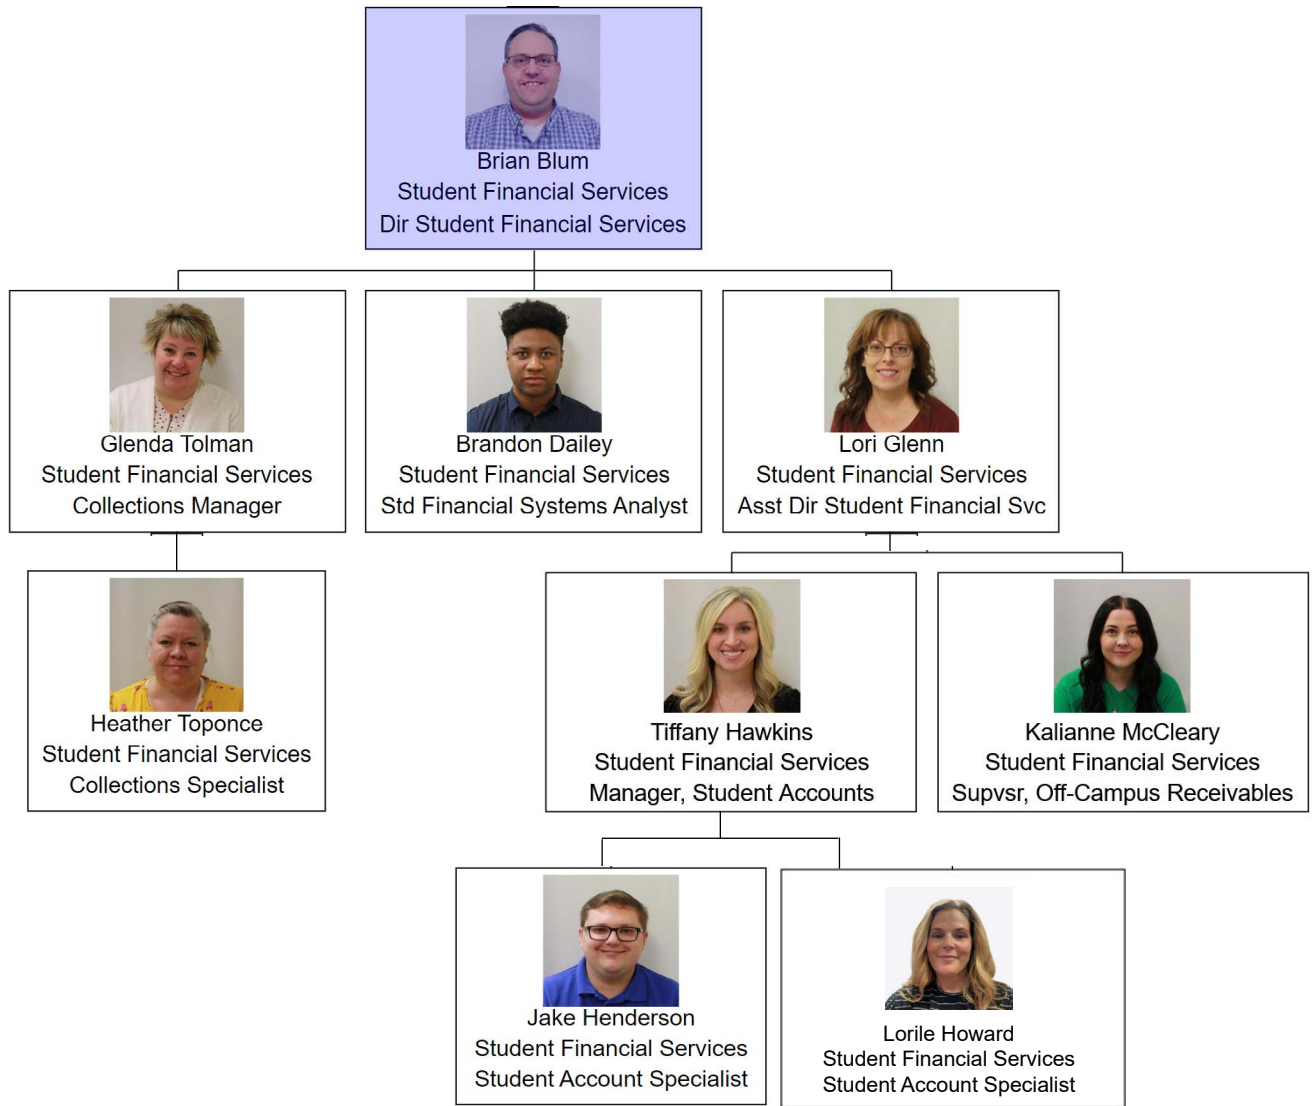 Brian Blum
Student Financial Services
Dir Student Financial Services
Glenda Tolman
Student Financial Services
Collections Manager
Brandon Dailey
Student Financial Services
Std Financial Systems Analyst
Lori Glenn
Student Financial Services
Asst Dir Student Financial Svc
Heather Toponce
Student Financial Services
Collections Specialist
Tiffany Hawkins
Student Financial Services
Manager, Student Accounts
Kalianne McCleary
Student Financial Services
Supvsr, Off-Campus Receivables
Jake Henderson
Student Financial Services
Student Account Specialist
Lorile Howard
Student Financial Services
Student Account Specialist